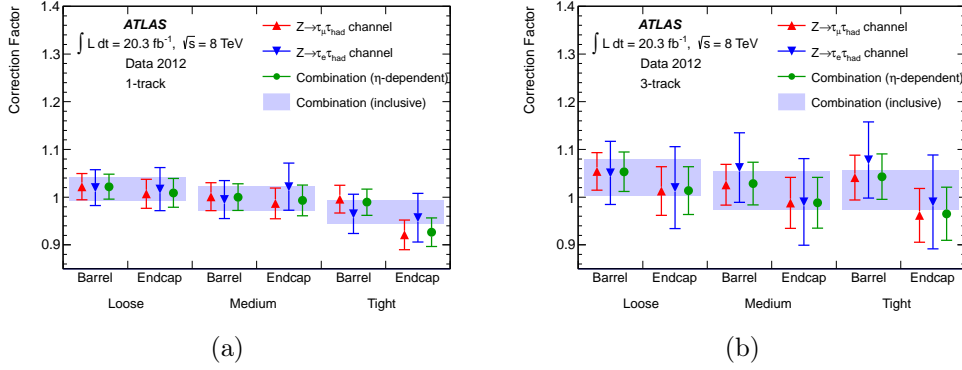 Correction Factor
1.4
1.3
1.2
1.1
1
0.9
ATLAS
∫ L dt = 20.3 fb⁻¹, √s = 8 TeV
Data 2012
1-track
Z→τμτhad channel
Z→τeτhad channel
Combination (η-dependent)
Combination (inclusive)
Barrel Endcap Barrel Endcap Barrel Endcap
Loose Medium Tight
(a)
Correction Factor
1.4
1.3
1.2
1.1
1
0.9
ATLAS
∫ L dt = 20.3 fb⁻¹, √s = 8 TeV
Data 2012
3-track
Z→τμτhad channel
Z→τeτhad channel
Combination (η-dependent)
Combination (inclusive)
Barrel Endcap Barrel Endcap Barrel Endcap
Loose Medium Tight
(b)